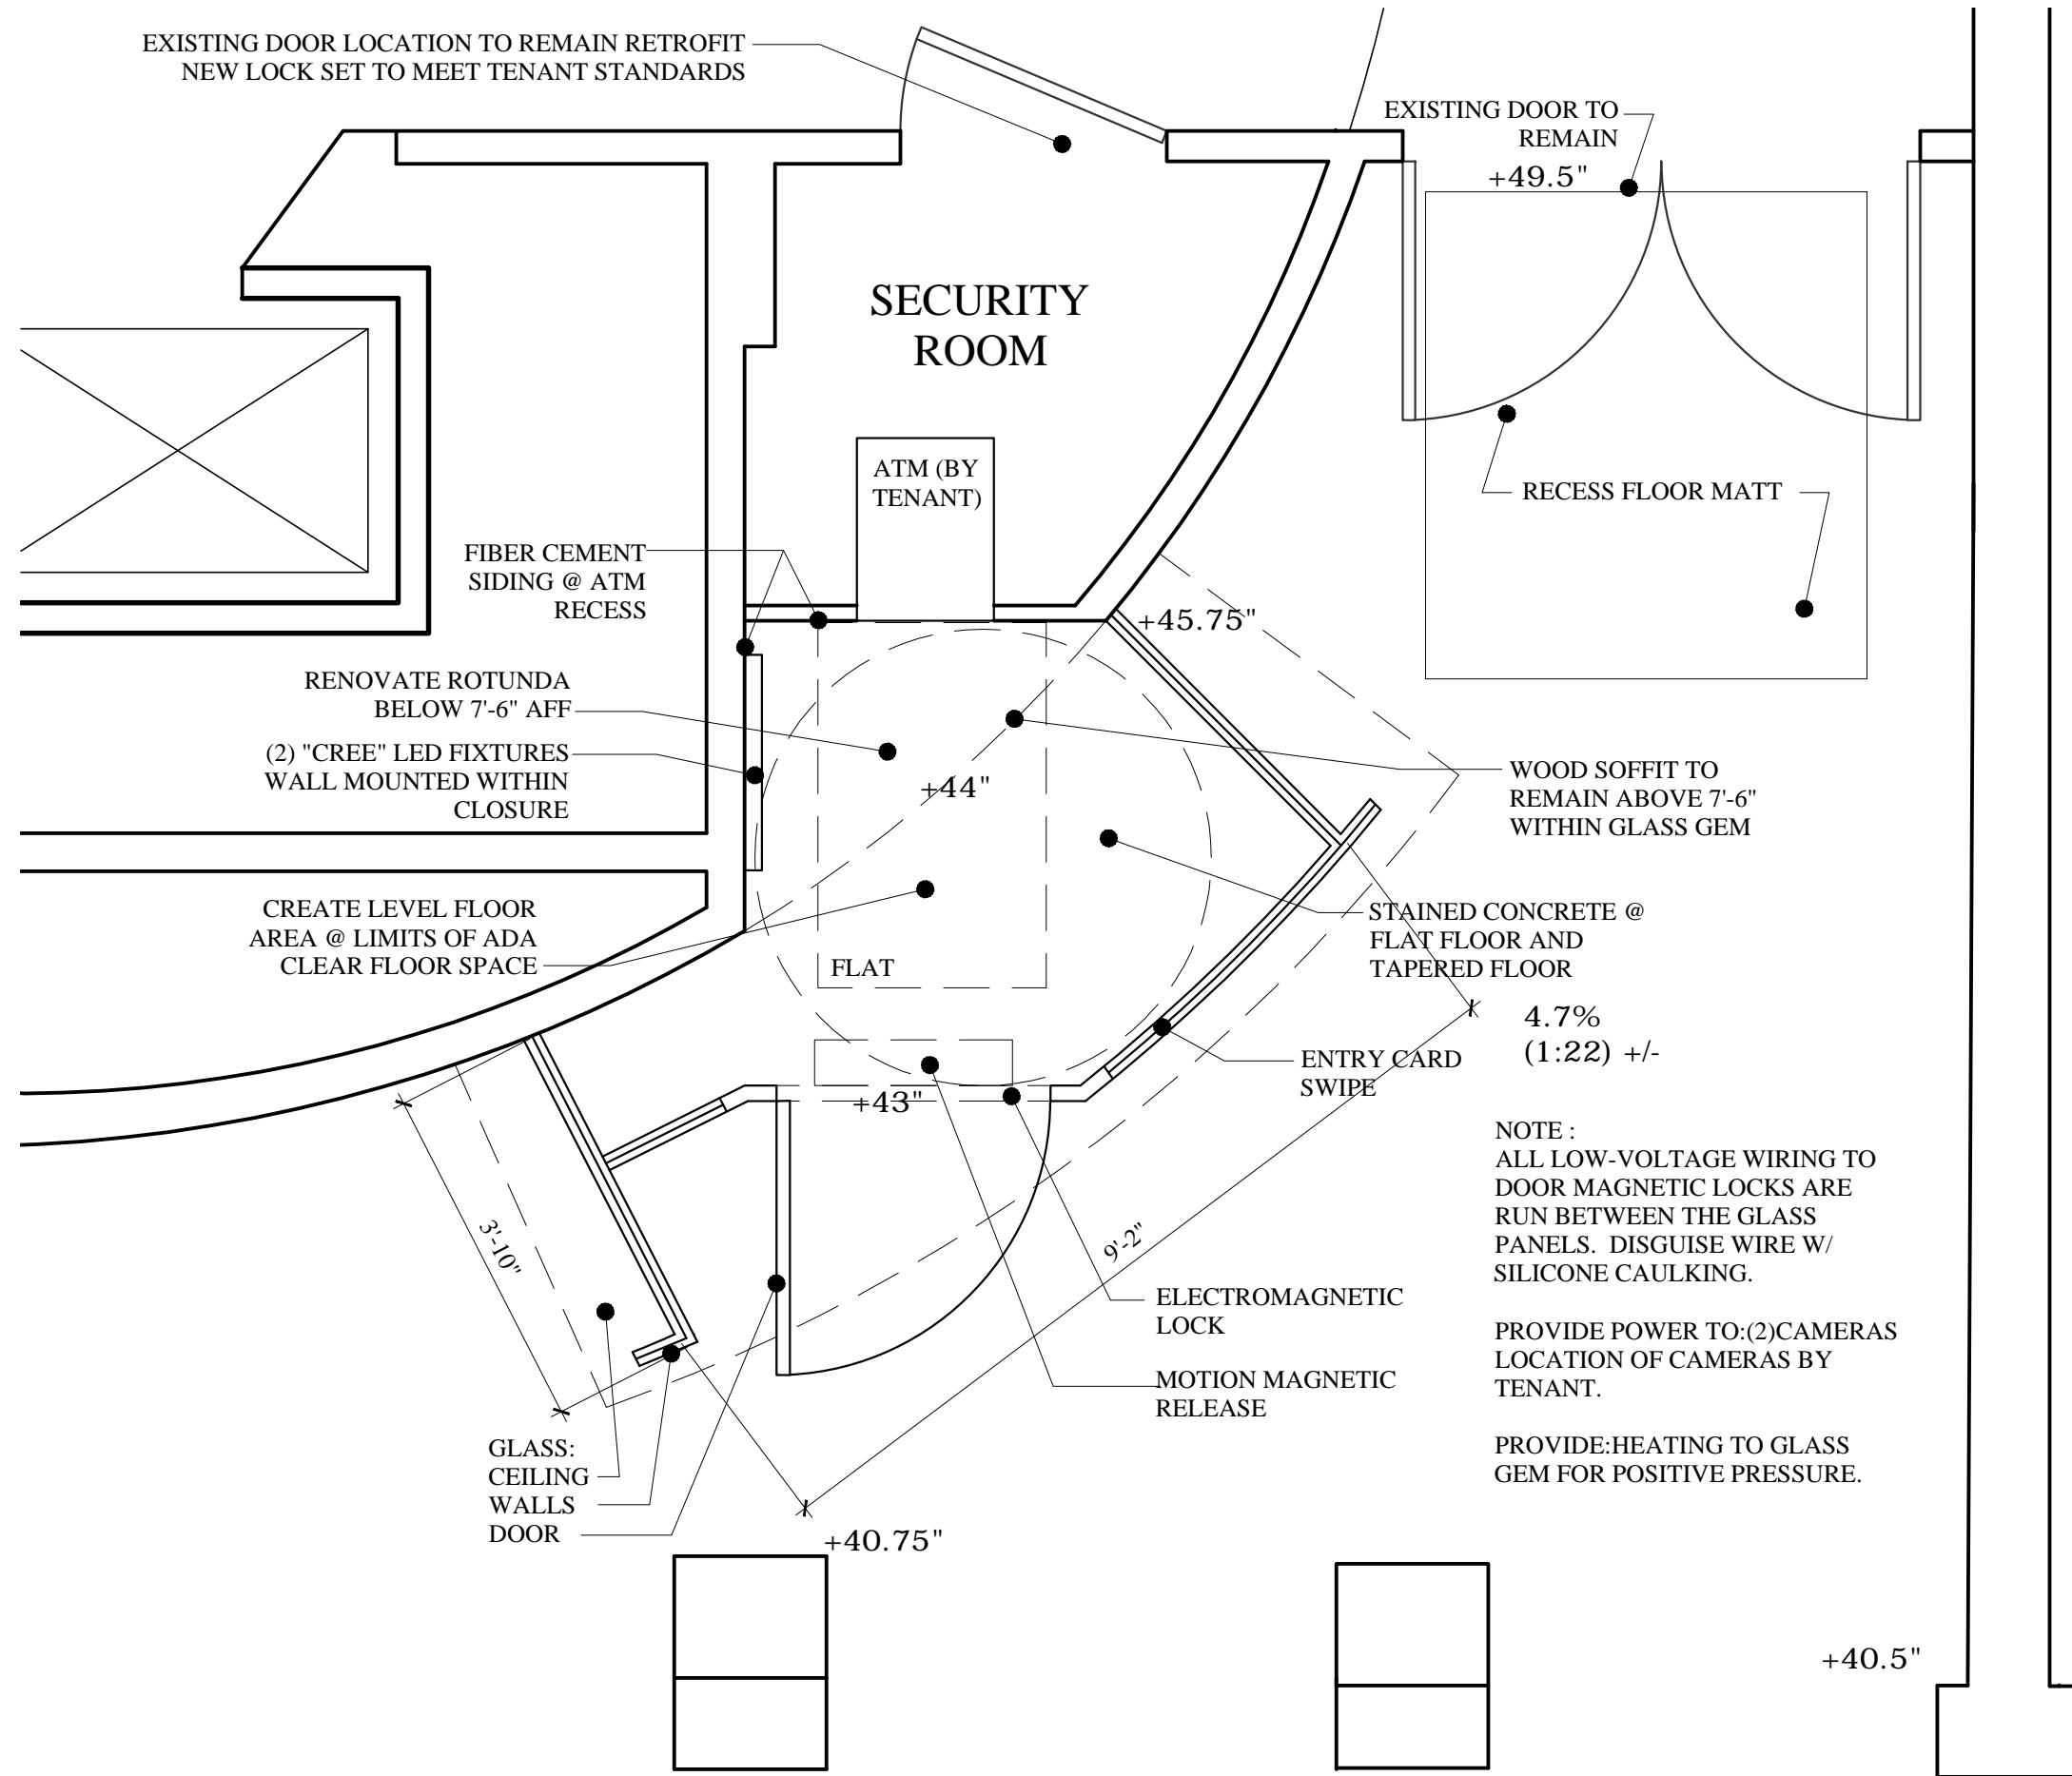 EXISTING DOOR LOCATION TO REMAIN RETROFIT
NEW LOCK SET TO MEET TENANT STANDARDS
EXISTING DOOR TO
REMAIN
+49.5"
SECURITY
ROOM
ATM (BY
TENANT)
RECESS FLOOR MATT
FIBER CEMENT
SIDING @ ATM
RECESS
+45.75"
RENOVATE ROTUNDA
BELOW 7'-6" AFF
(2) "CREE" LED FIXTURES
WALL MOUNTED WITHIN
CLOSURE
+44"
WOOD SOFFIT TO
REMAIN ABOVE 7'-6"
WITHIN GLASS GEM
CREATE LEVEL FLOOR
AREA @ LIMITS OF ADA
CLEAR FLOOR SPACE
FLAT
STAINED CONCRETE @
FLAT FLOOR AND
TAPERED FLOOR
4.7%
(1:22) +/-
ENTRY CARD
SWIPE
+43"
NOTE :
ALL LOW-VOLTAGE WIRING TO
DOOR MAGNETIC LOCKS ARE
RUN BETWEEN THE GLASS
PANELS. DISGUISE WIRE W/
SILICONE CAULKING.
PROVIDE POWER TO:(2)CAMERAS
LOCATION OF CAMERAS BY
TENANT.
PROVIDE:HEATING TO GLASS
GEM FOR POSITIVE PRESSURE.
3'-10"
9'-2"
ELECTROMAGNETIC
LOCK
MOTION MAGNETIC
RELEASE
GLASS:
CEILING
WALLS
DOOR
+40.75"
+40.5"